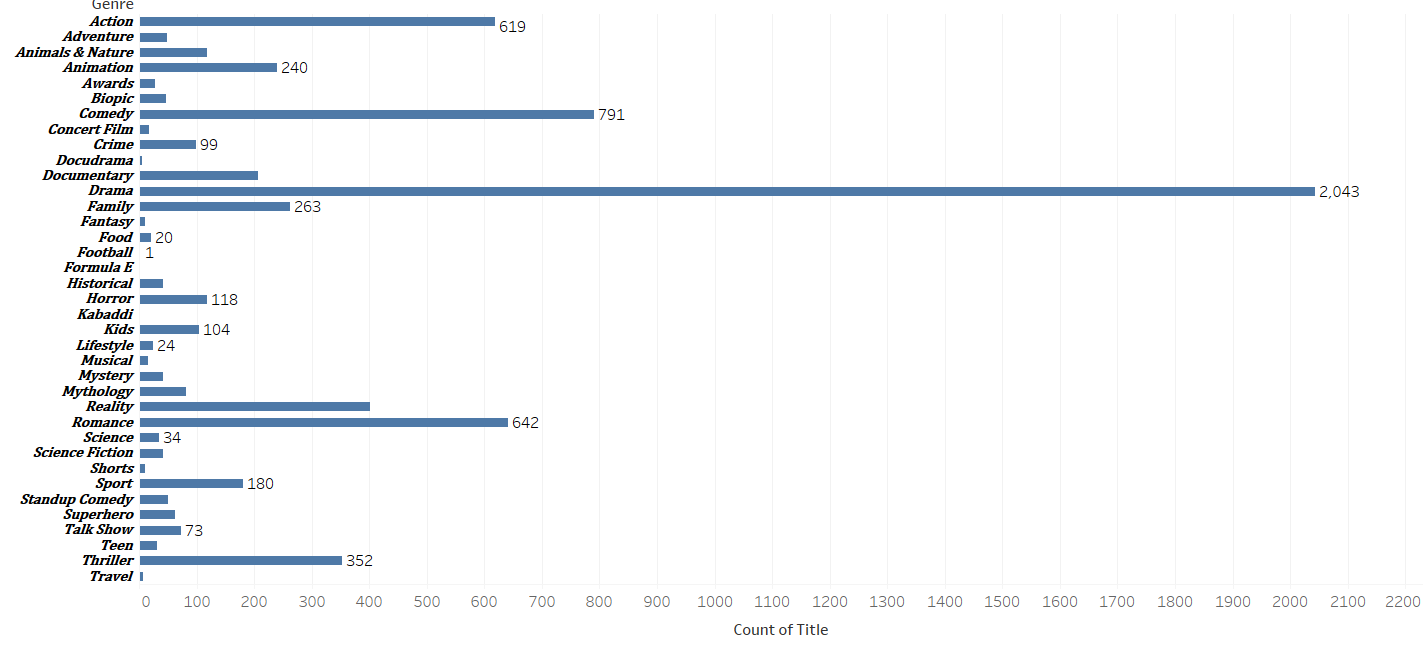 Genre
Action 619
Adventure
Animals & Nature
Animation 240
Awards
Biopic
Comedy 791
Concert Film
Crime 99
Docudrama
Documentary
Drama 2,043
Family 263
Fantasy
Food 20
Football 1
Formula E
Historical
Horror 118
Kabaddi
Kids 104
Lifestyle 24
Musical
Mystery
Mythology
Reality
Romance 642
Science 34
Science Fiction
Shorts
Sport 180
Standup Comedy
Superhero
Talk Show 73
Teen
Thriller 352
Travel
0 100 200 300 400 500 600 700 800 900 1000 1100 1200 1300 1400 1500 1600 1700 1800 1900 2000 2100 2200
Count of Title